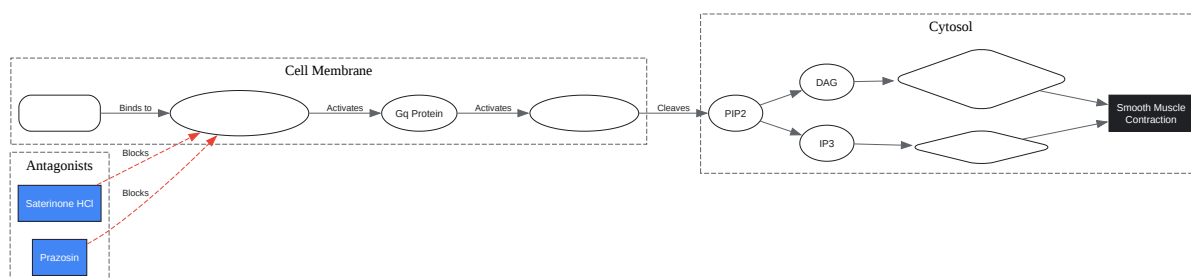 Cytosol
Cell Membrane
Binds to
Activates
Gq Protein
Activates
Cleaves
PIP2
DAG
IP3
Smooth Muscle
Contraction
Antagonists
Blocks
Saterinone HCl
Blocks
Prazosin